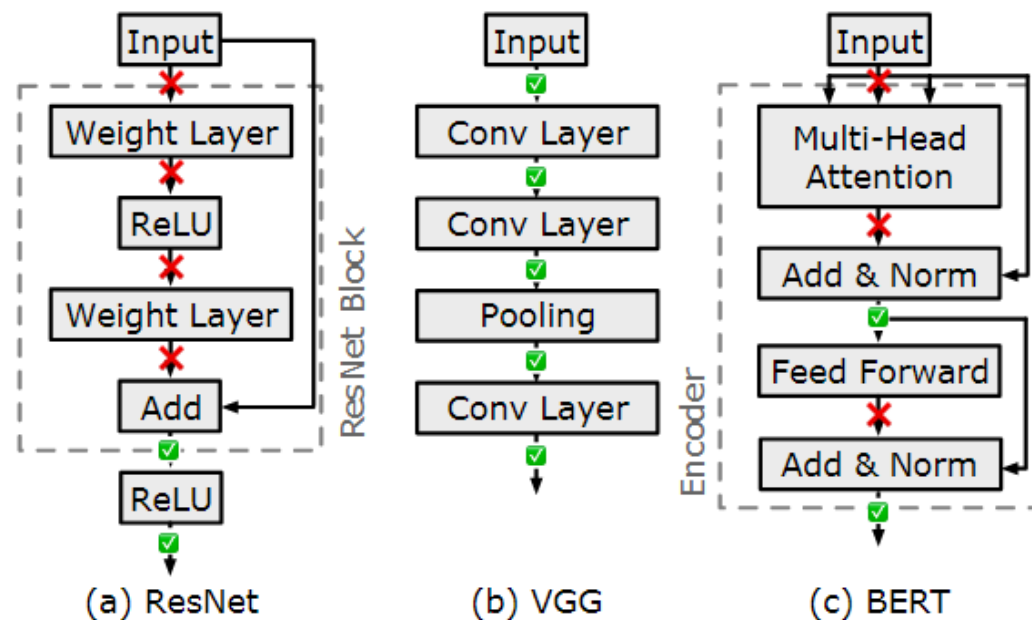 Input
Weight Layer
ReLU
Weight Layer
Add
ReLU
ResNet Block
(a) ResNet
Input
Conv Layer
Conv Layer
Pooling
Conv Layer
(b) VGG
Input
Multi-Head
Attention
Add & Norm
Feed Forward
Add & Norm
Encoder
(c) BERT